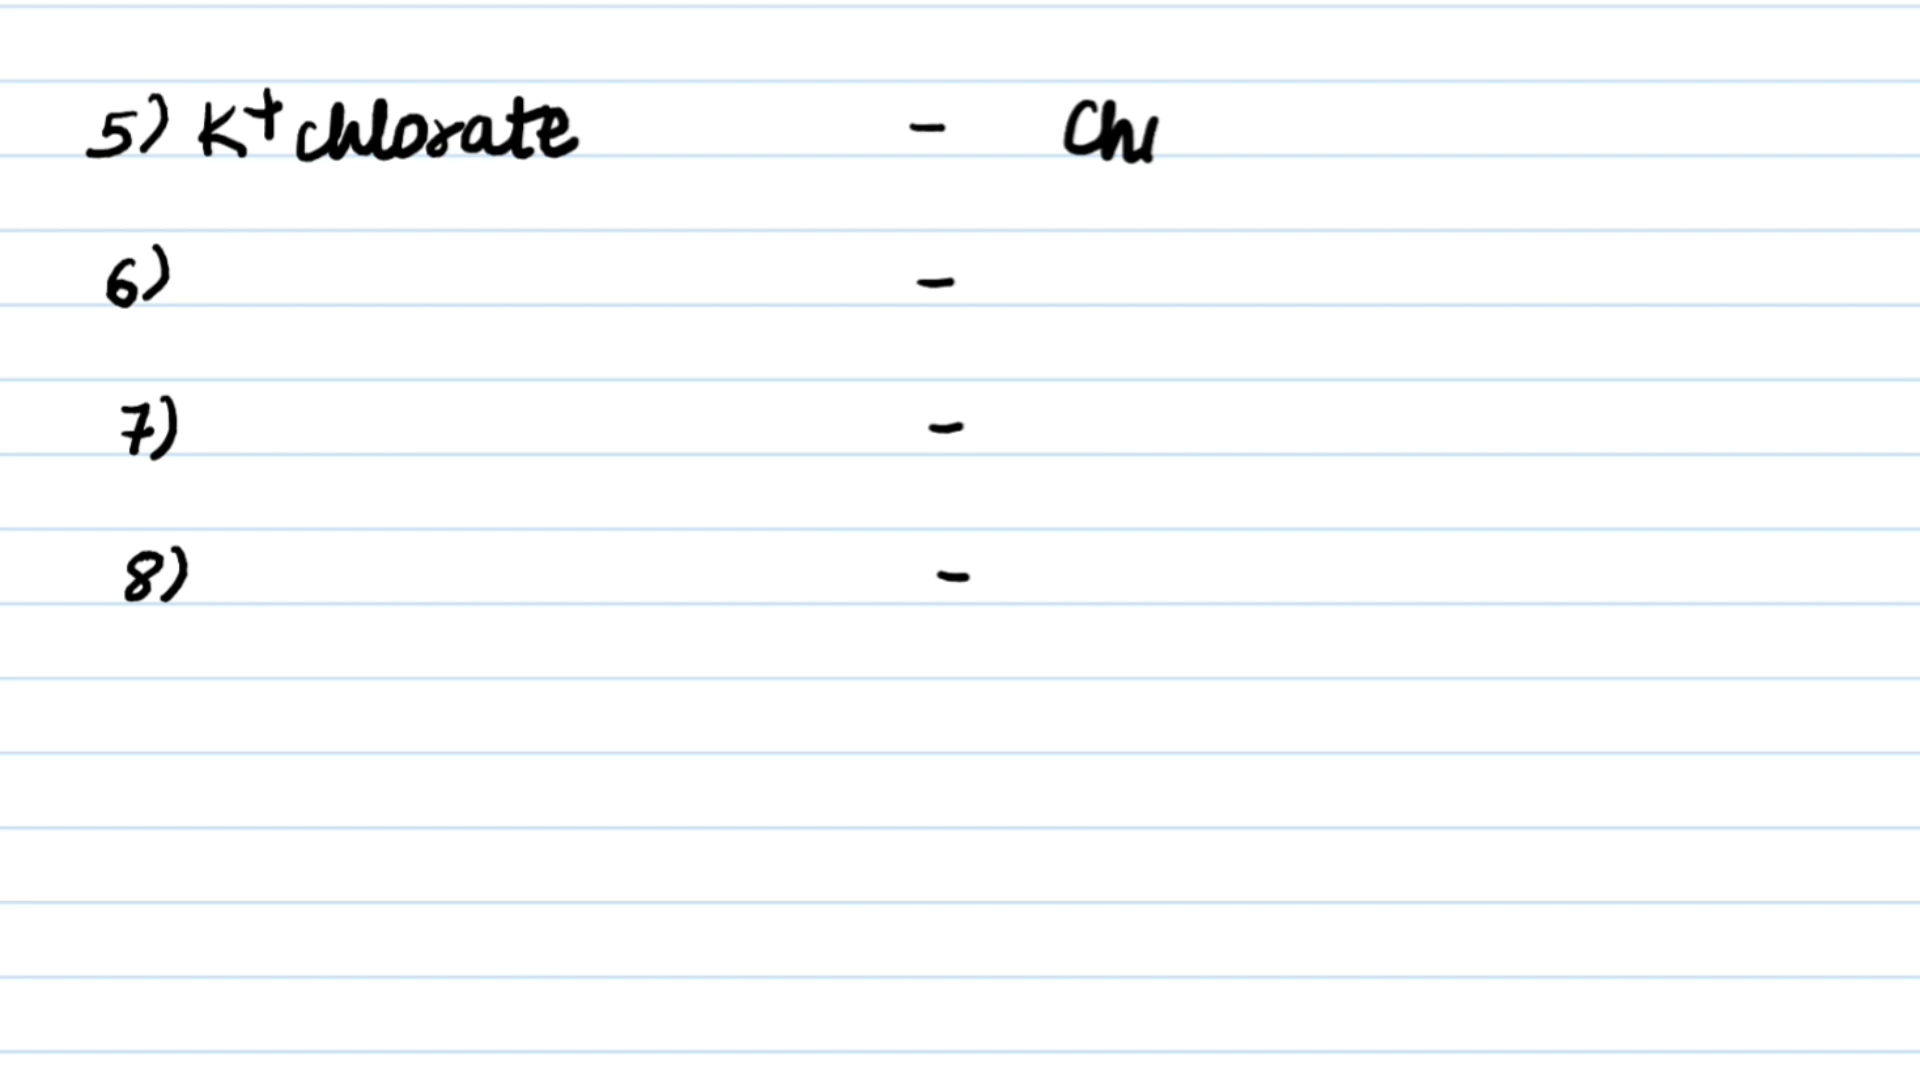 5) K+ chlorate - Chl
6) -
7) -
8) -